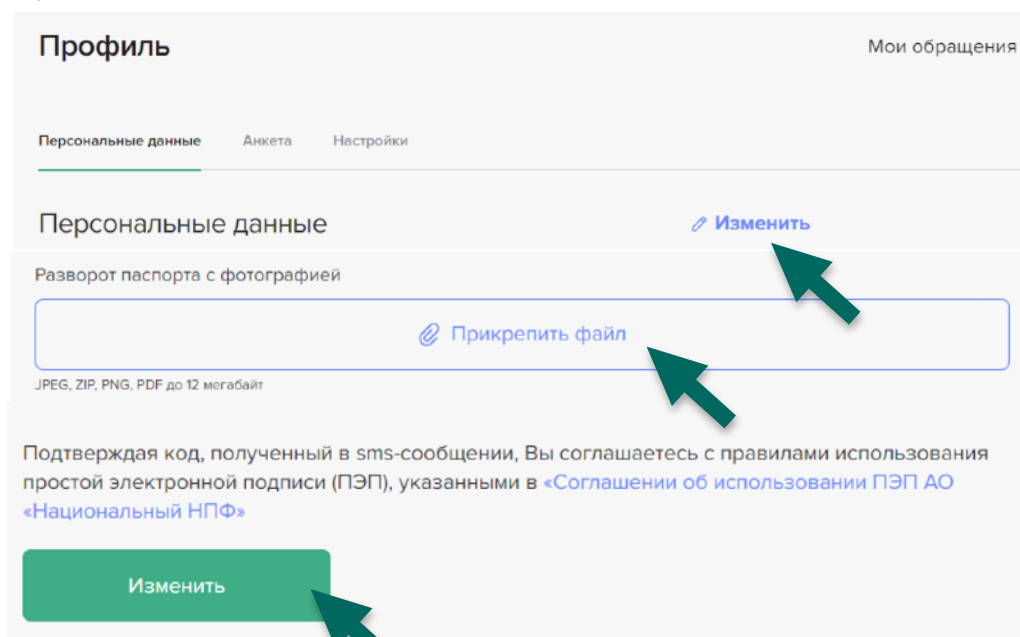 Профиль
Мои обращения
Персональные данные Анкета Настройки
Персональные данные
Изменить
Разворот паспорта с фотографией
Прикрепить файл
JPEG, ZIP, PNG, PDF до 12 мегабайт
Подтверждая код, полученный в sms-сообщении, Вы соглашаетесь с правилами использования
простой электронной подписи (ПЭП), указанными в «Соглашении об использовании ПЭП АО
«Национальный НПФ»
Изменить